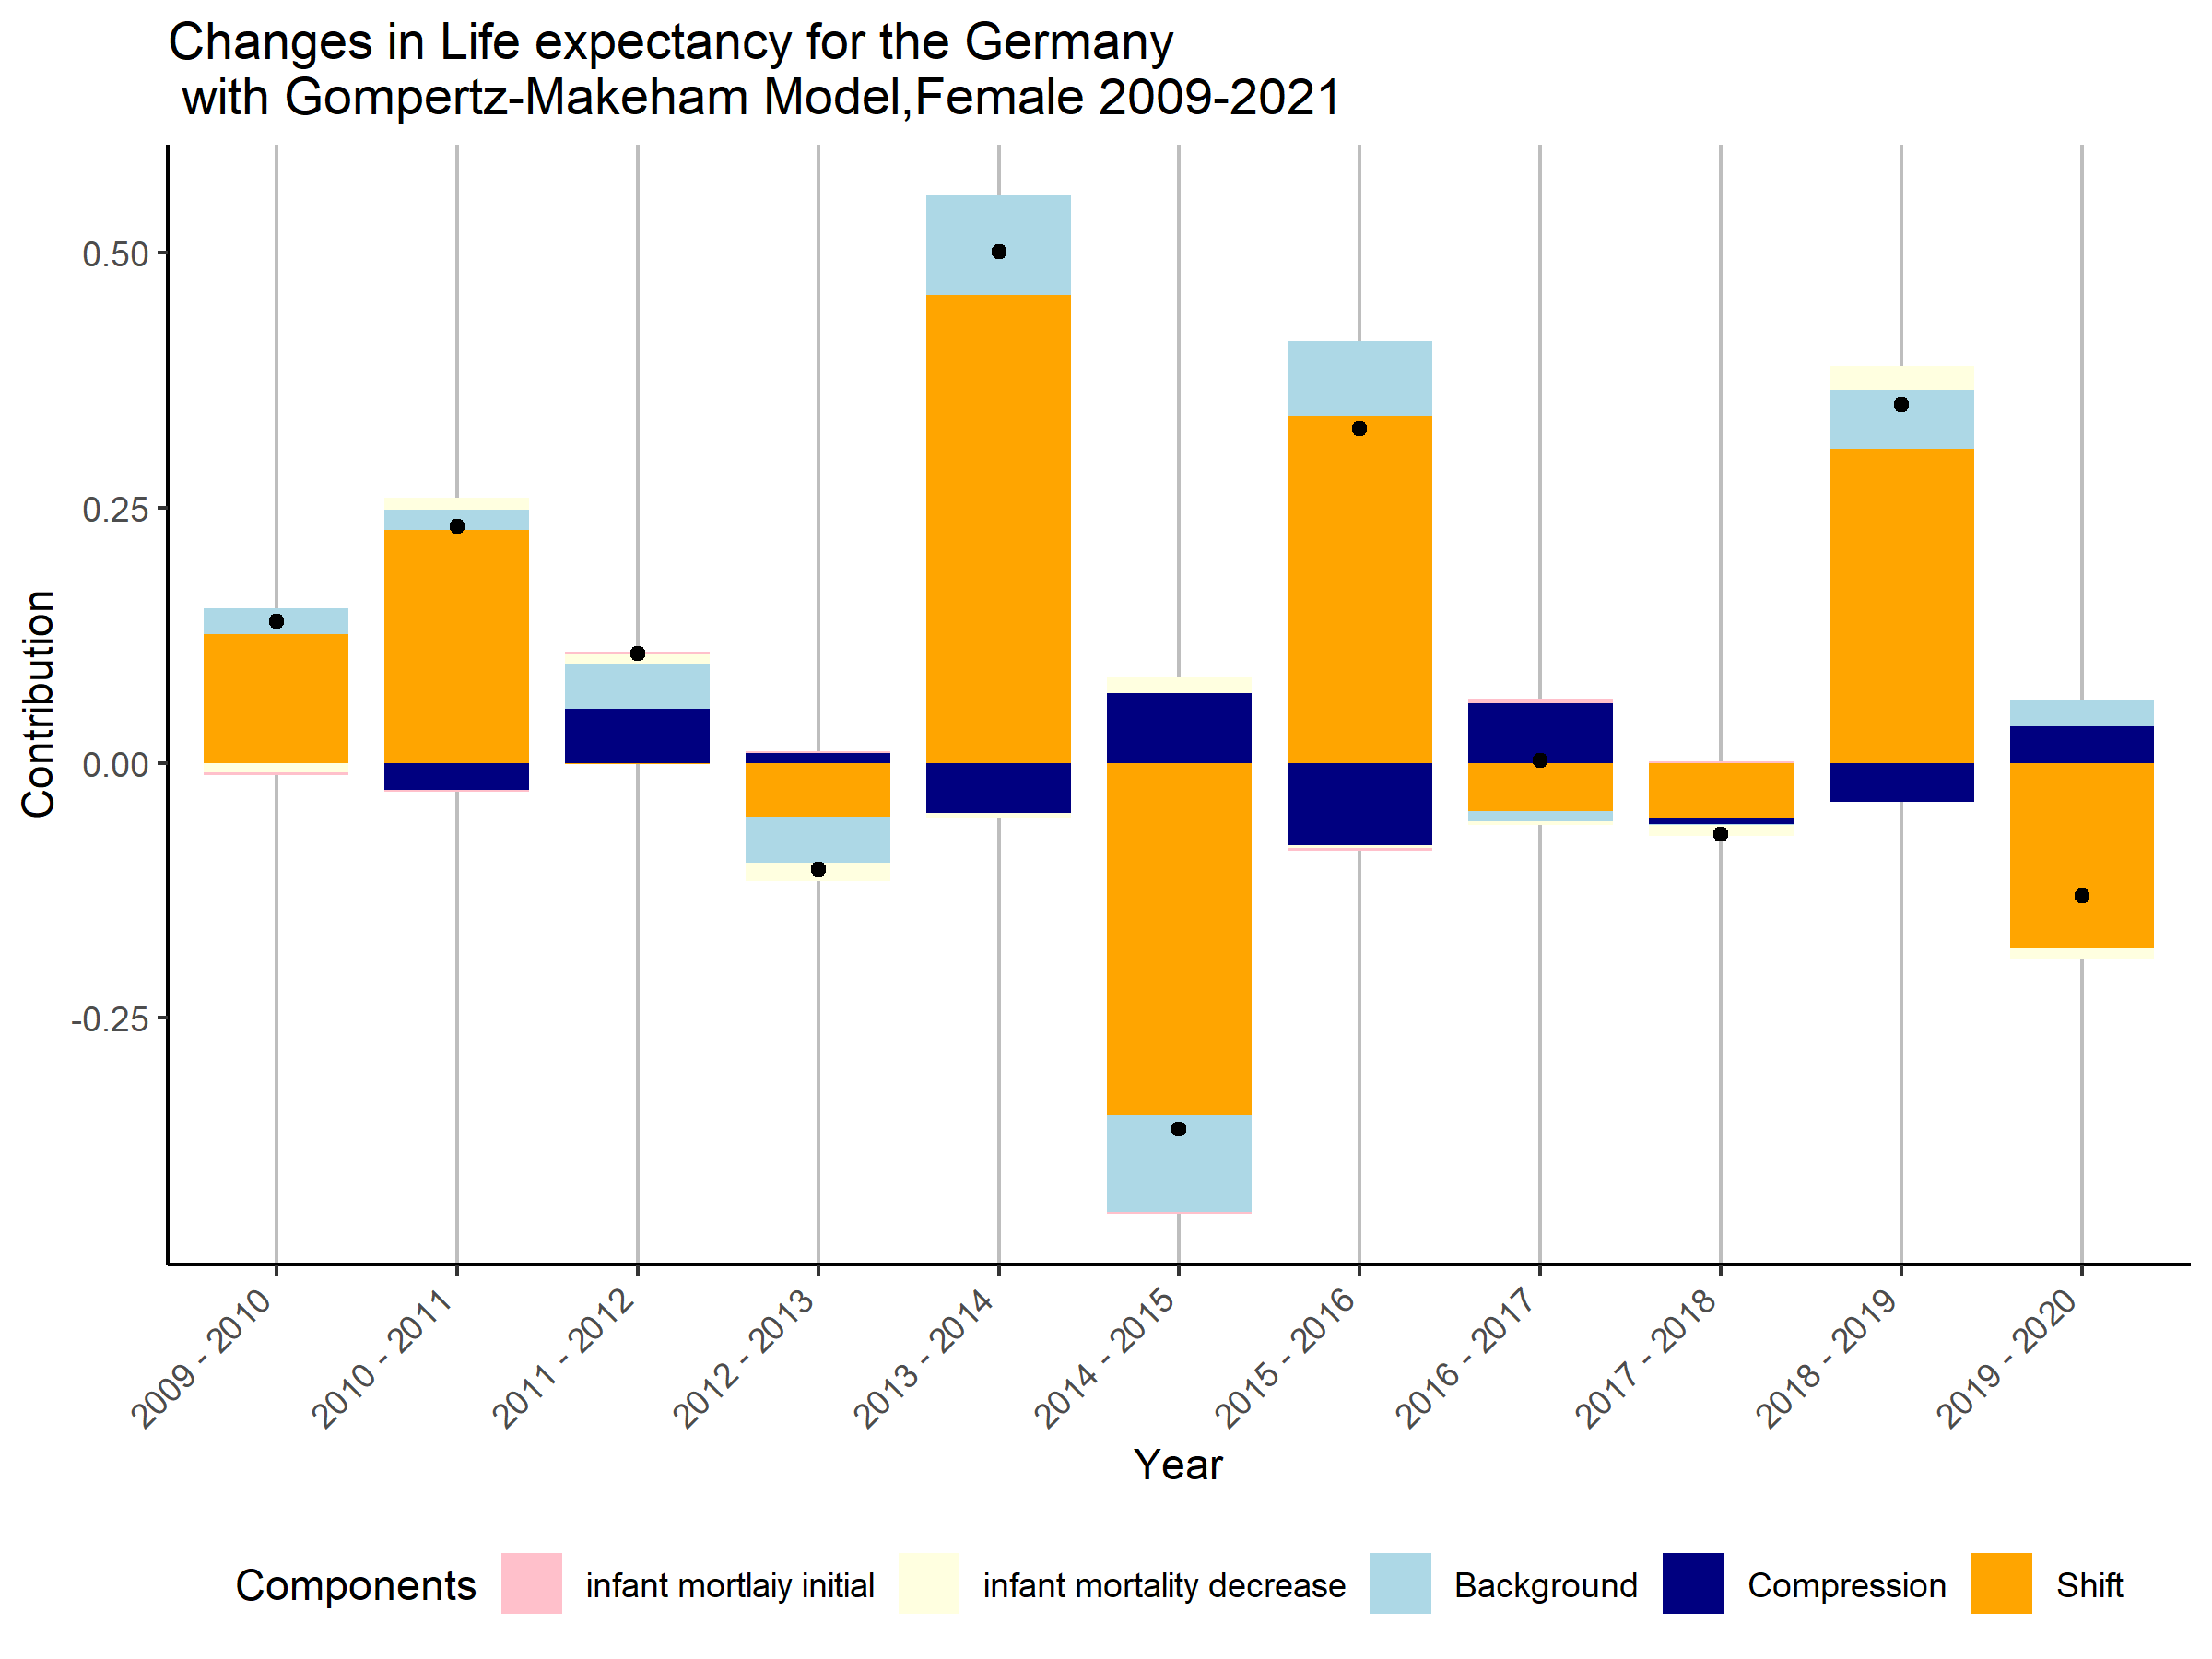 Changes in Life expectancy for the Germany
with Gompertz-Makeham Model,Female 2009-2021
Contribution
0.50
0.25
0.00
-0.25
2009 - 2010
2010 - 2011
2011 - 2012
2012 - 2013
2013 - 2014
2014 - 2015
2015 - 2016
2016 - 2017
2017 - 2018
2018 - 2019
2019 - 2020
Year
Components infant mortlaiy initial infant mortality decrease Background Compression Shift